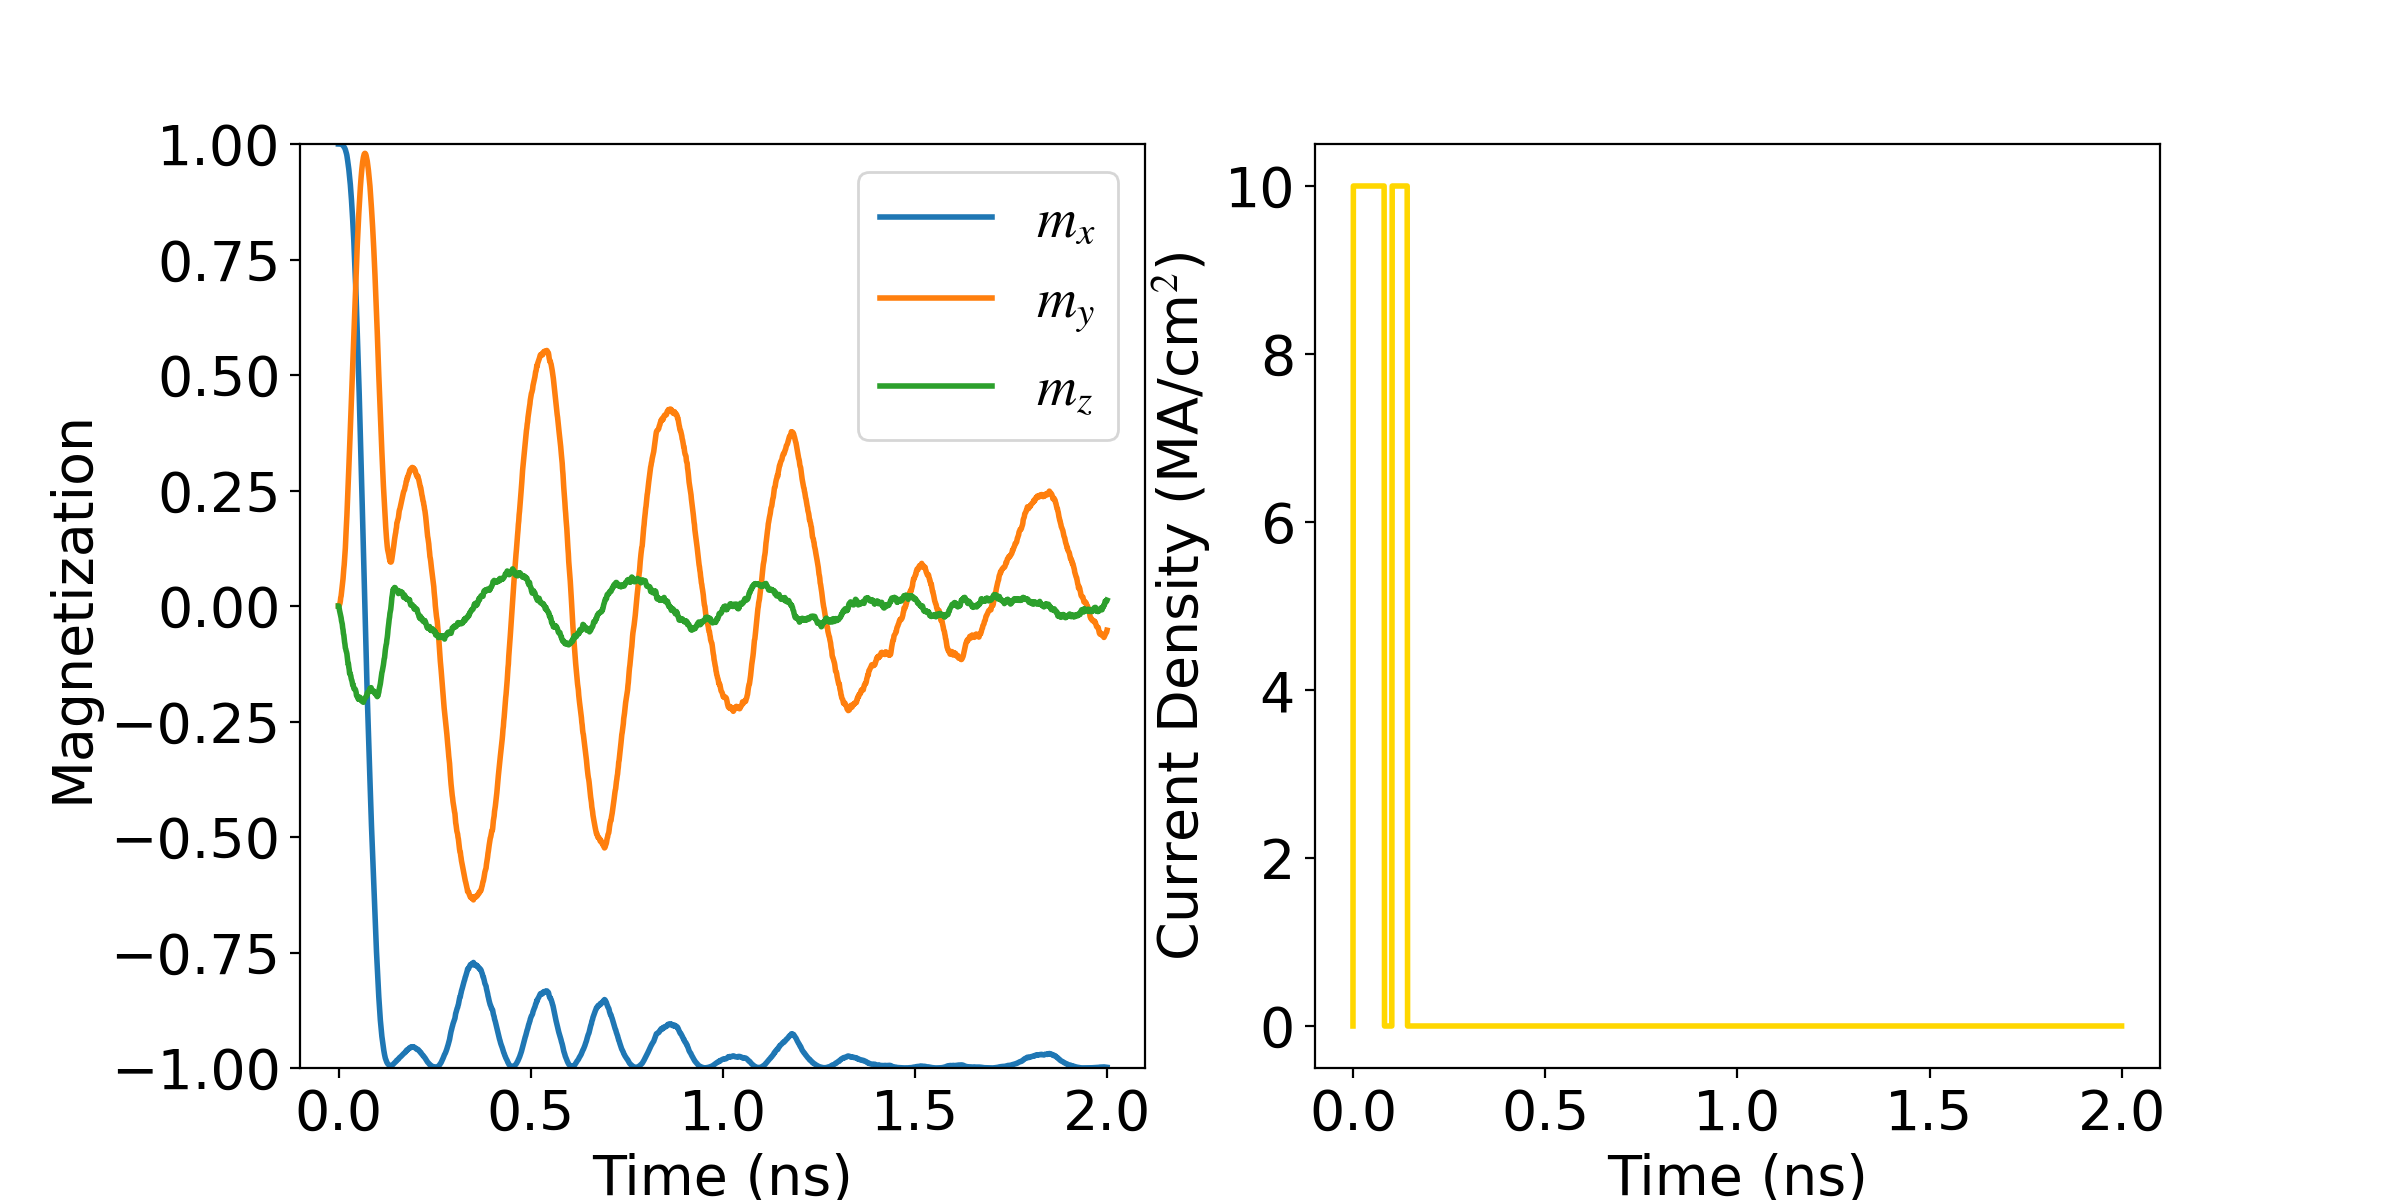 1.00
0.75
0.50
0.25
0.00
−0.25
−0.50
−0.75
−1.00
Magnetization
0.0 0.5 1.0 1.5 2.0
Time (ns)
m_x
m_y
m_z
10
8
6
4
2
0
Current Density (MA/cm²)
0.0 0.5 1.0 1.5 2.0
Time (ns)